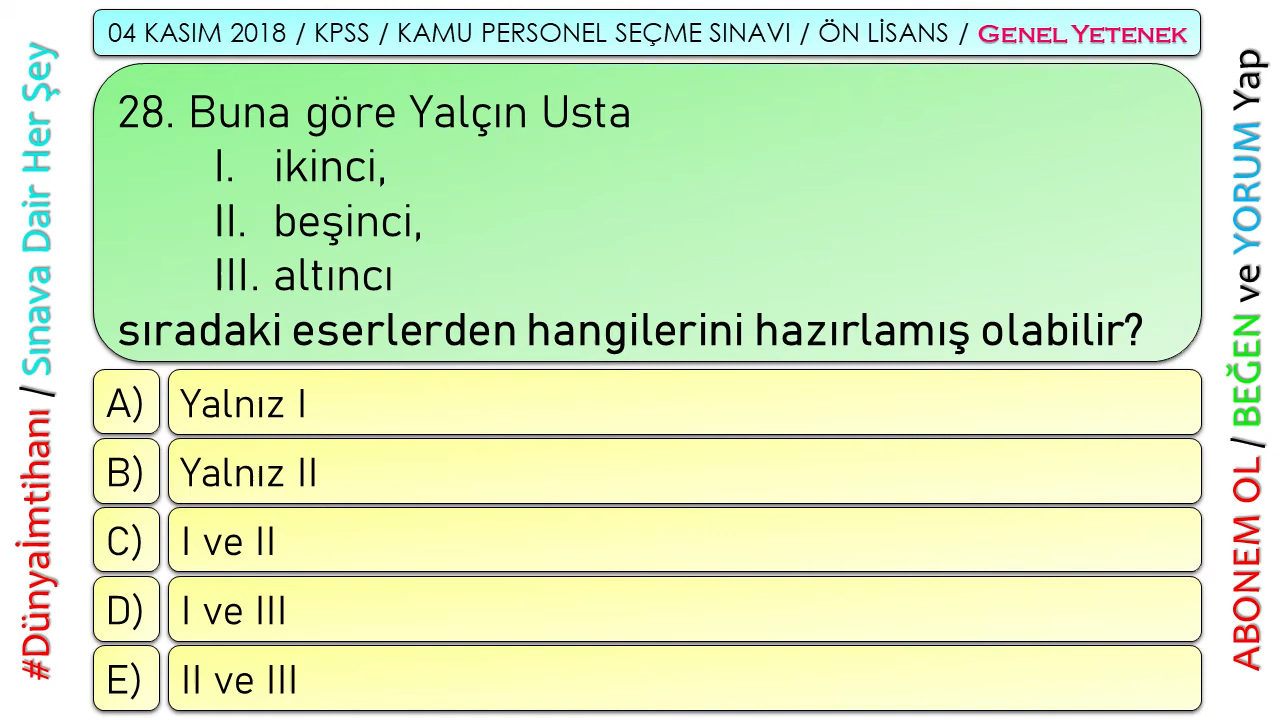 04 KASIM 2018 / KPSS / KAMU PERSONEL SEÇME SINAVI / ÖN LİSANS / GENEL YETENEK
28. Buna göre Yalçın Usta
I. ikinci,
II. beşinci,
III. altıncı
sıradaki eserlerden hangilerini hazırlamış olabilir?
A) Yalnız I
B) Yalnız II
C) I ve II
D) I ve III
E) II ve III
#Dünyaİmtihanı / Sınava Dair Her Şey
ABONEM OL / BEĞEN ve YORUM Yap